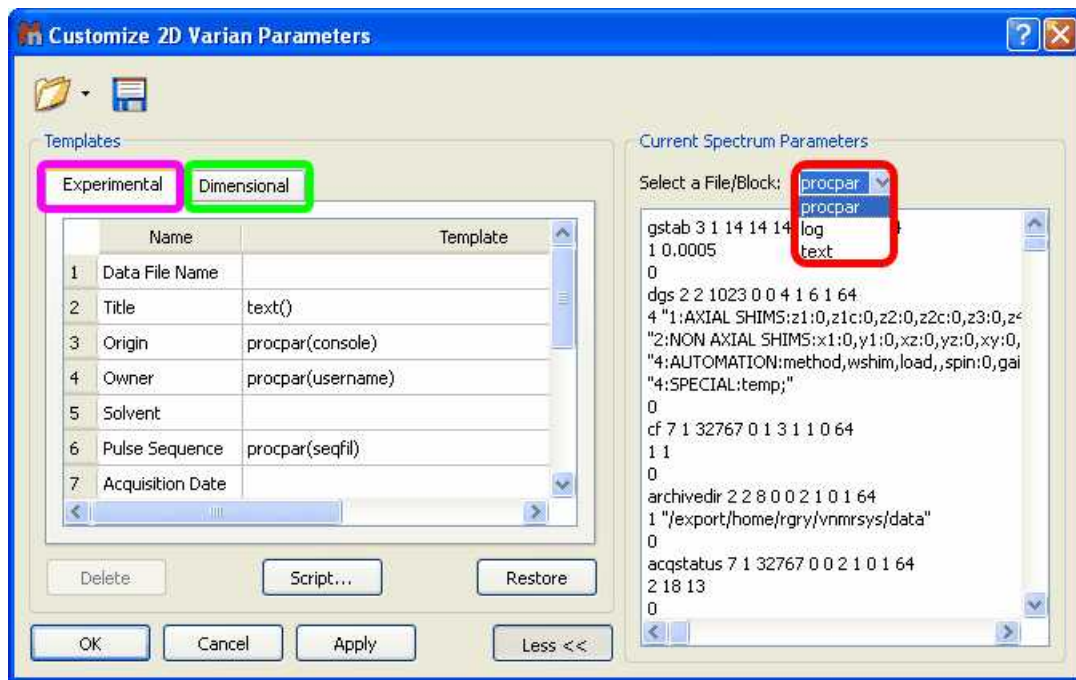 Customize 2D Varian Parameters
Templates
Experimental
Dimensional
Name Template
1 Data File Name
2 Title text()
3 Origin procpar(console)
4 Owner procpar(username)
5 Solvent
6 Pulse Sequence procpar(seqfil)
7 Acquisition Date
Delete
Script...
Restore
OK
Cancel
Apply
Less <<
Current Spectrum Parameters
Select a File/Block: procpar
procpar
log
text
gstab 3 1 14 14 14
1 0.0005
0
dgs 2 2 1023 0 0 4 1 6 1 64
4 "1:AXIAL SHIMS:z1:0,z1c:0,z2:0,z2c:0,z3:0,z4
"2:NON AXIAL SHIMS:x1:0,y1:0,xz:0,yz:0,xy:0,
"4:AUTOMATION:method,wshim,load,,spin:0,gai
"4:SPECIAL:temp;"
0
cf 7 1 32767 0 1 3 1 1 0 64
1 1
0
archivedir 2 2 8 0 0 2 1 0 1 64
1 "/export/home/rgry/vnmrsys/data"
0
acqstatus 7 1 32767 0 0 2 1 0 1 64
2 18 13
0